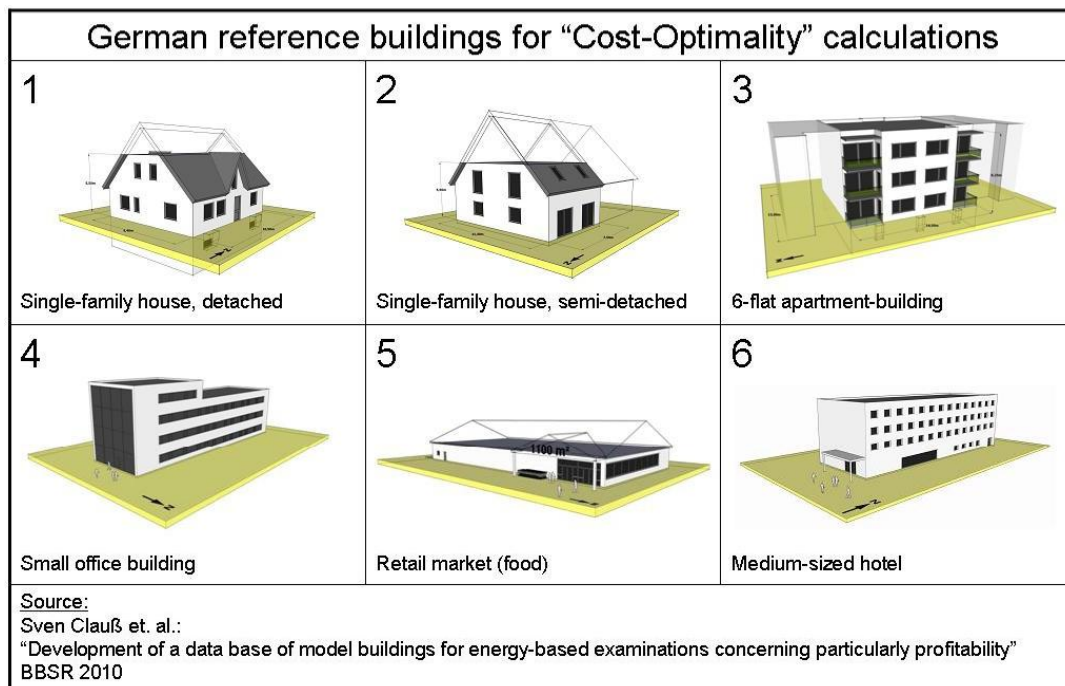 German reference buildings for “Cost-Optimality” calculations
1
Single-family house, detached
2
Single-family house, semi-detached
3
6-flat apartment-building
4
Small office building
5
1100 m²
Retail market (food)
6
Medium-sized hotel
Source:
Sven Clauß et. al.:
“Development of a data base of model buildings for energy-based examinations concerning particularly profitability”
BBSR 2010